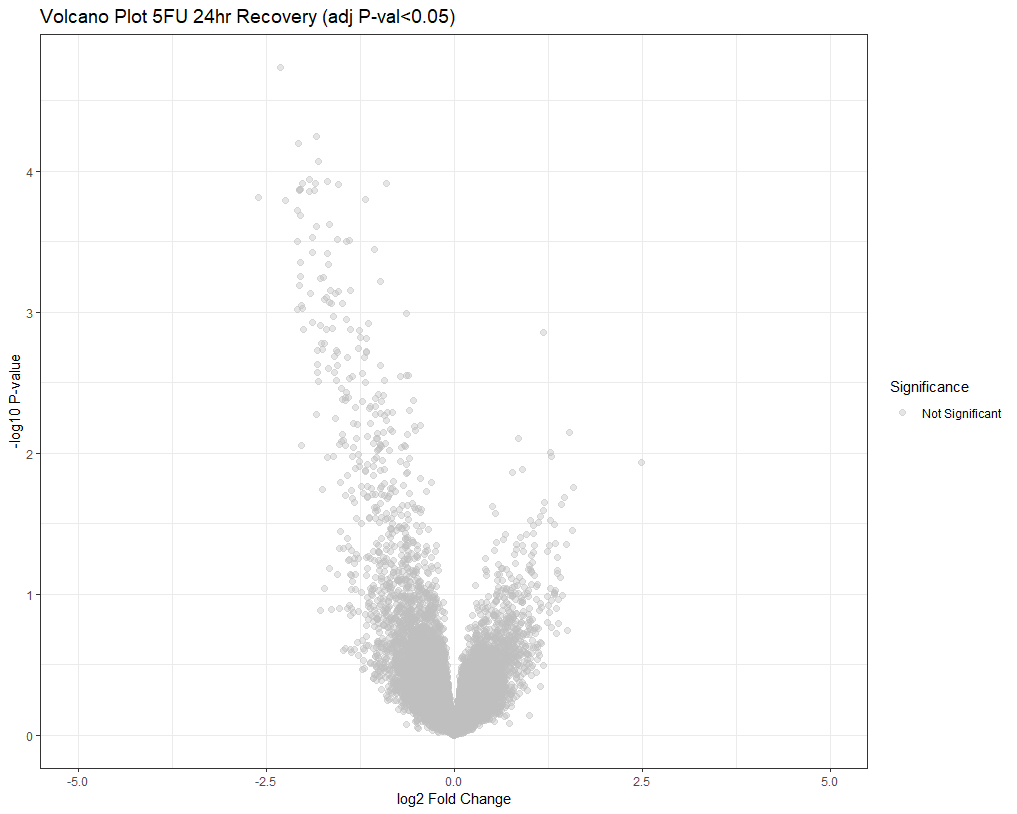 Volcano Plot 5FU 24hr Recovery (adj P-val<0.05)
4
3
2
1
0
-log10 P-value
-5.0
-2.5
0.0
2.5
5.0
log2 Fold Change
Significance
Not Significant